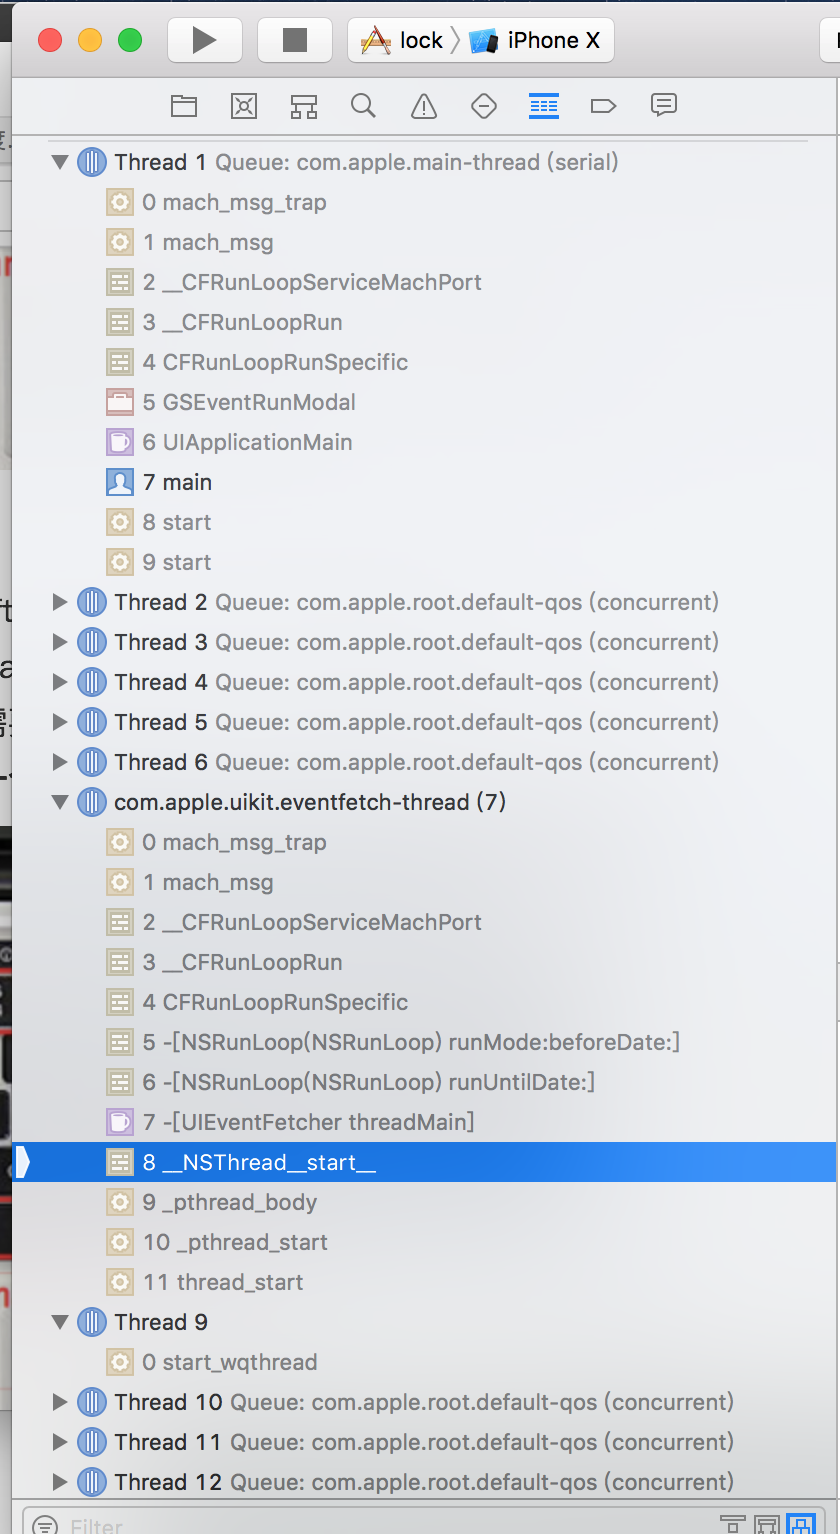 lock 〉 iPhone X
Thread 1 Queue: com.apple.main-thread (serial)
0 mach_msg_trap
1 mach_msg
2 __CFRunLoopServiceMachPort
3 __CFRunLoopRun
4 CFRunLoopRunSpecific
5 GSEventRunModal
6 UIApplicationMain
7 main
8 start
9 start
Thread 2 Queue: com.apple.root.default-qos (concurrent)
Thread 3 Queue: com.apple.root.default-qos (concurrent)
Thread 4 Queue: com.apple.root.default-qos (concurrent)
Thread 5 Queue: com.apple.root.default-qos (concurrent)
Thread 6 Queue: com.apple.root.default-qos (concurrent)
com.apple.uikit.eventfetch-thread (7)
0 mach_msg_trap
1 mach_msg
2 __CFRunLoopServiceMachPort
3 __CFRunLoopRun
4 CFRunLoopRunSpecific
5 -[NSRunLoop(NSRunLoop) runMode:beforeDate:]
6 -[NSRunLoop(NSRunLoop) runUntilDate:]
7 -[UIEventFetcher threadMain]
8 __NSThread__start__
9 _pthread_body
10 _pthread_start
11 thread_start
Thread 9
0 start_wqthread
Thread 10 Queue: com.apple.root.default-qos (concurrent)
Thread 11 Queue: com.apple.root.default-qos (concurrent)
Thread 12 Queue: com.apple.root.default-qos (concurrent)
Filter